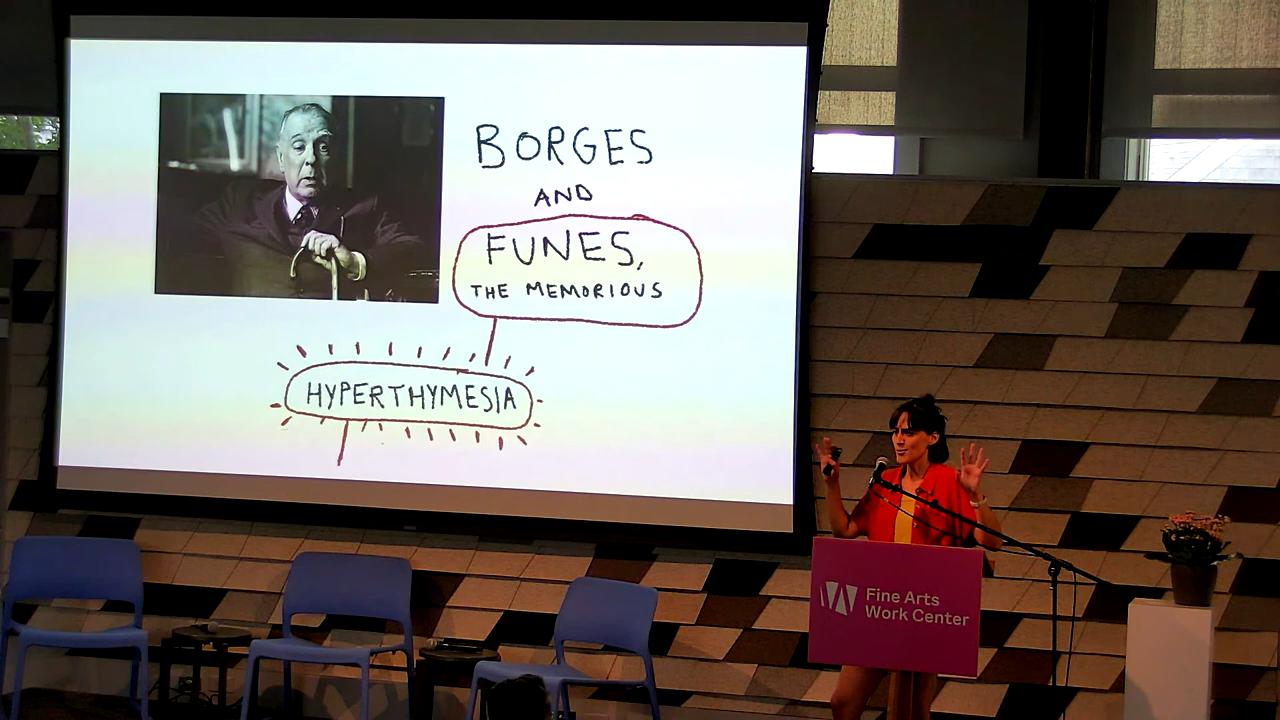 BORGES
AND
FUNES,
THE MEMORIOUS
HYPERTHYMESIA
Fine Arts
Work Center